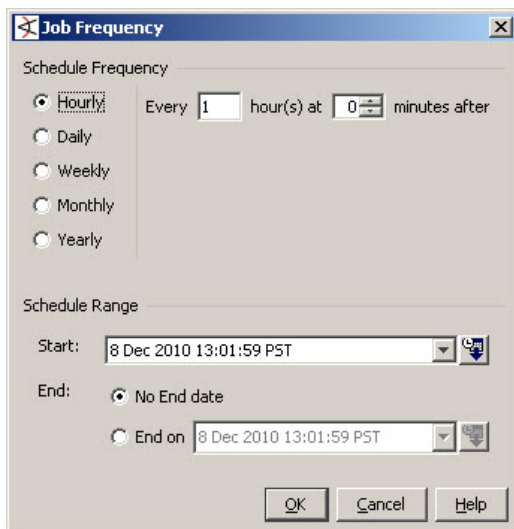 Job Frequency
Schedule Frequency
Hourly Every 1 hour(s) at 0 minutes after
Daily
Weekly
Monthly
Yearly
Schedule Range
Start: 8 Dec 2010 13:01:59 PST
End: No End date
End on 8 Dec 2010 13:01:59 PST
OK Cancel Help